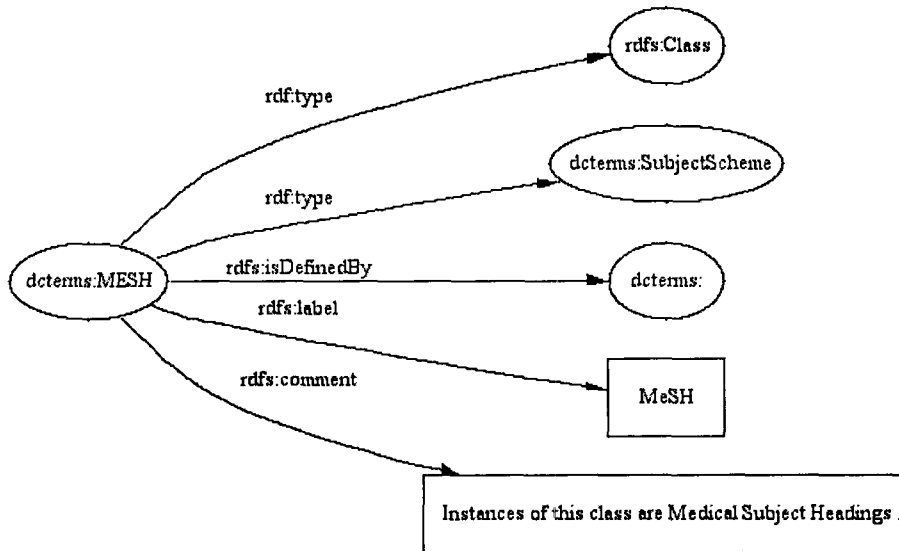 rdfs:Class
rdf:type
dcterms:SubjectScheme
rdf:type
rdfs:isDefinedBy
dcterms:MESH
dcterms:
rdfs:label
rdfs:comment
MeSH
Instances of this class are Medical Subject Headings .